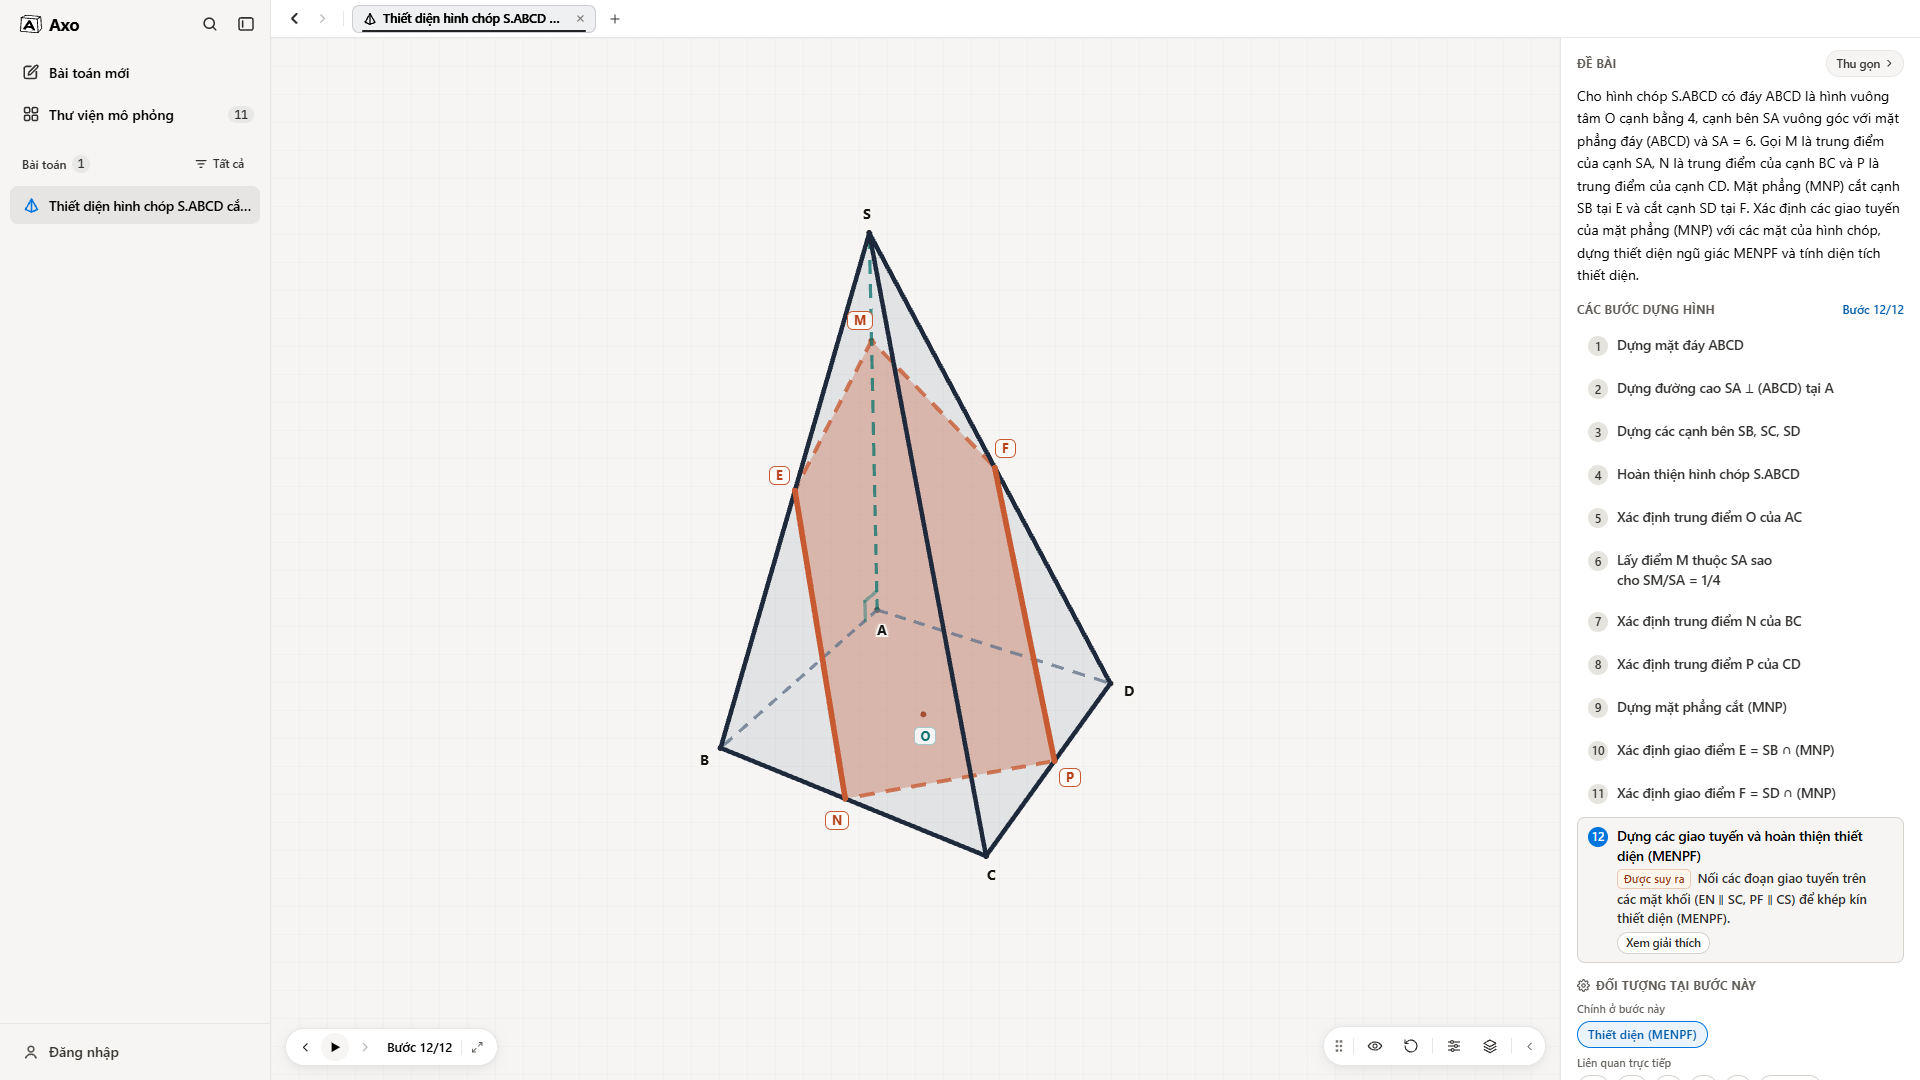 Axo
Bài toán mới
Thư viện mô phỏng 11
Bài toán 1 Tất cả
Thiết diện hình chóp S.ABCD cắ...
Đăng nhập
Thiết diện hình chóp S.ABCD ...
S
M
F
E
A
D
O
B
P
N
C
Bước 12/12
ĐỀ BÀI
Thu gọn
Cho hình chóp S.ABCD có đáy ABCD là hình vuông
tâm O cạnh bằng 4, cạnh bên SA vuông góc với mặt
phẳng đáy (ABCD) và SA = 6. Gọi M là trung điểm
của cạnh SA, N là trung điểm của cạnh BC và P là
trung điểm của cạnh CD. Mặt phẳng (MNP) cắt cạnh
SB tại E và cắt cạnh SD tại F. Xác định các giao tuyến
của mặt phẳng (MNP) với các mặt của hình chóp,
dựng thiết diện ngũ giác MENPF và tính diện tích
thiết diện.
CÁC BƯỚC DỰNG HÌNH Bước 12/12
1 Dựng mặt đáy ABCD
2 Dựng đường cao SA ⊥ (ABCD) tại A
3 Dựng các cạnh bên SB, SC, SD
4 Hoàn thiện hình chóp S.ABCD
5 Xác định trung điểm O của AC
6 Lấy điểm M thuộc SA sao
cho SM/SA = 1/4
7 Xác định trung điểm N của BC
8 Xác định trung điểm P của CD
9 Dựng mặt phẳng cắt (MNP)
10 Xác định giao điểm E = SB ∩ (MNP)
11 Xác định giao điểm F = SD ∩ (MNP)
12 Dựng các giao tuyến và hoàn thiện thiết
diện (MENPF)
Được suy ra Nối các đoạn giao tuyến trên
các mặt khối (EN ∥ SC, PF ∥ CS) để khép kín
thiết diện (MENPF).
Xem giải thích
ĐỐI TƯỢNG TẠI BƯỚC NÀY
Chính ở bước này
Thiết diện (MENPF)
Liên quan trực tiếp